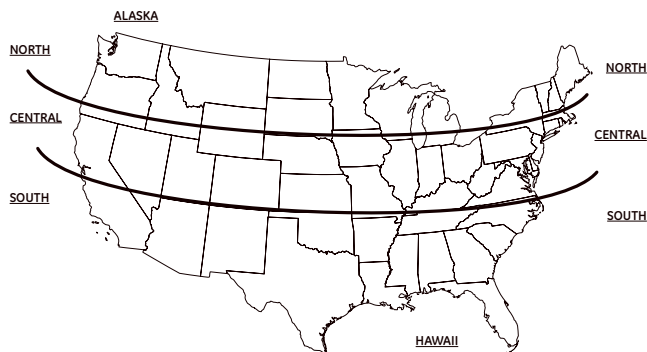 ALASKA
NORTH
NORTH
CENTRAL
CENTRAL
SOUTH
SOUTH
HAWAII